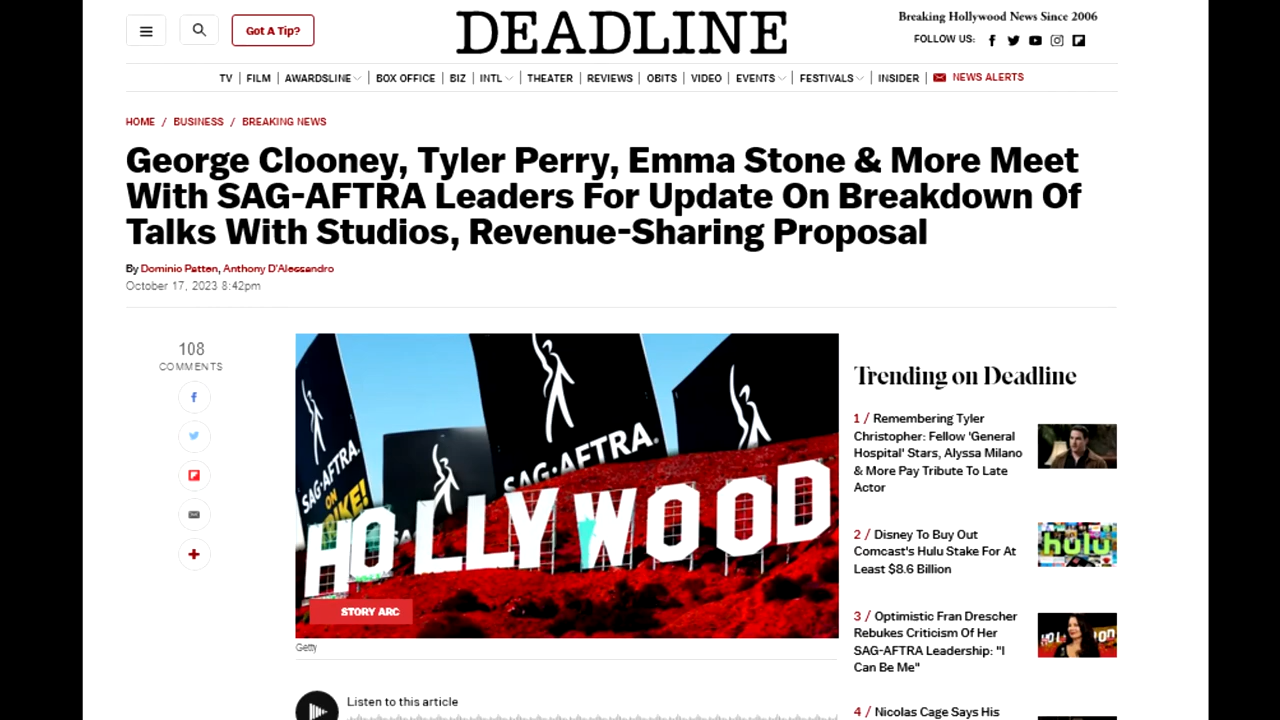 Got A Tip?
DEADLINE
Breaking Hollywood News Since 2006
FOLLOW US:
TV | FILM | AWARDSLINE | BOX OFFICE | BIZ | INTL | THEATER | REVIEWS | OBITS | VIDEO | EVENTS | FESTIVALS | INSIDER | NEWS ALERTS
HOME / BUSINESS / BREAKING NEWS
George Clooney, Tyler Perry, Emma Stone & More Meet
With SAG-AFTRA Leaders For Update On Breakdown Of
Talks With Studios, Revenue-Sharing Proposal
By Dominic Patten, Anthony D'Alessandro
October 17, 2023 8:42pm
108
COMMENTS
SAG·AFTRA.
ON
SAG·AFTRA.
SA
HOLLYWOOD
STORY ARC
Getty
Listen to this article
Trending on Deadline
1 / Remembering Tyler
Christopher: Fellow 'General
Hospital' Stars, Alyssa Milano
& More Pay Tribute To Late
Actor
2 / Disney To Buy Out
Comcast's Hulu Stake For At
Least $8.6 Billion
hulu
3 / Optimistic Fran Drescher
Rebukes Criticism Of Her
SAG-AFTRA Leadership: "I
Can Be Me"
4 / Nicolas Cage Says His